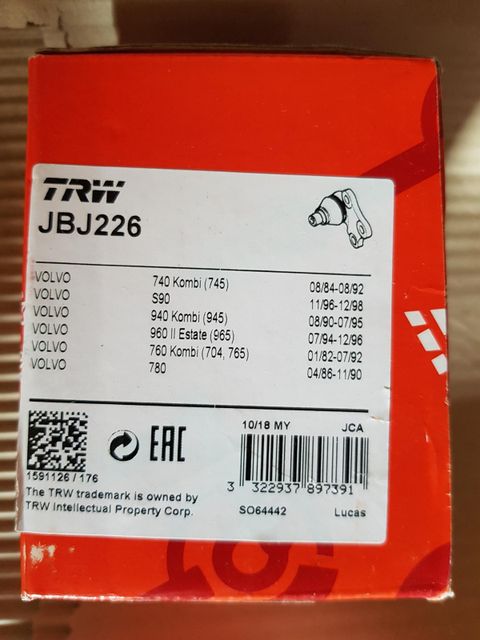 TRW
JBJ226
VOLVO 740 Kombi (745) 08/84-08/92
VOLVO S90 11/96-12/98
VOLVO 940 Kombi (945) 08/90-07/95
VOLVO 960 II Estate (965) 07/94-12/96
VOLVO 760 Kombi (704, 765) 01/82-07/92
VOLVO 780 04/86-11/90
10/18 MY JCA
EAC
1591126 / 176
3 322937 897391
The TRW trademark is owned by
TRW Intellectual Property Corp.
SO64442 Lucas